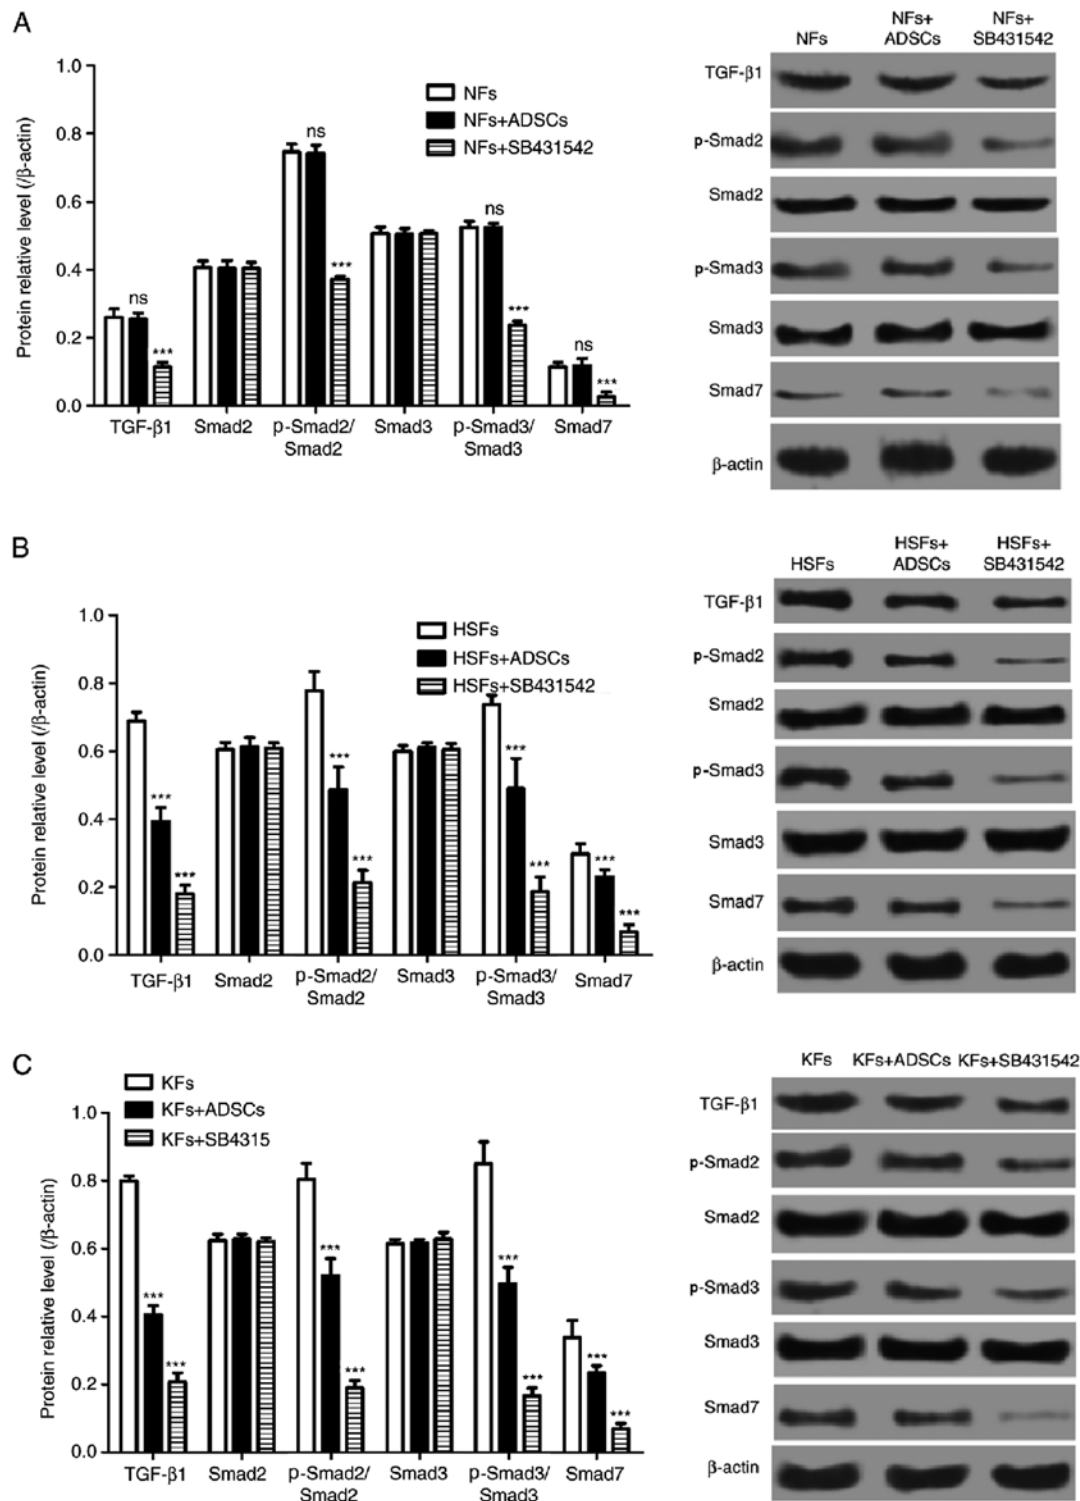 A
NFs
NFs+ADSCs
NFs+SB431542
Protein relative level (/β-actin)
1.0
0.8
0.6
0.4
0.2
0.0
ns
***
ns
***
ns
***
ns
***
TGF-β1
Smad2
p-Smad2/
Smad2
Smad3
p-Smad3/
Smad3
Smad7
NFs
NFs+
ADSCs
NFs+
SB431542
TGF-β1
p-Smad2
Smad2
p-Smad3
Smad3
Smad7
β-actin
B
HSFs
HSFs+ADSCs
HSFs+SB431542
Protein relative level (/β-actin)
1.0
0.8
0.6
0.4
0.2
0.0
***
***
***
***
***
***
***
***
TGF-β1
Smad2
p-Smad2/
Smad2
Smad3
p-Smad3/
Smad3
Smad7
HSFs
HSFs+
ADSCs
HSFs+
SB431542
TGF-β1
p-Smad2
Smad2
p-Smad3
Smad3
Smad7
β-actin
C
KFs
KFs+ADSCs
KFs+SB4315
Protein relative level (/β-actin)
1.0
0.8
0.6
0.4
0.2
0.0
***
***
***
***
***
***
***
***
TGF-β1
Smad2
p-Smad2/
Smad2
Smad3
p-Smad3/
Smad3
Smad7
KFs
KFs+ADSCs
KFs+SB431542
TGF-β1
p-Smad2
Smad2
p-Smad3
Smad3
Smad7
β-actin